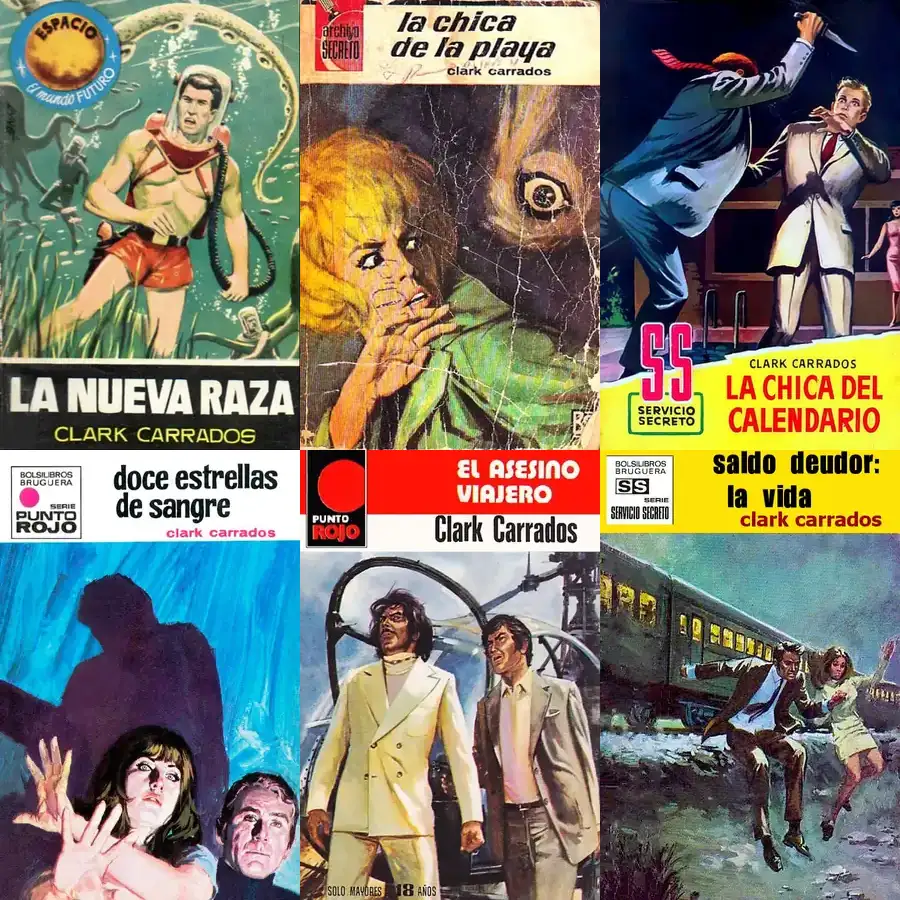 ESPACIO
El mundo FUTURO
LA NUEVA RAZA
CLARK CARRADOS
archivo
SECRETO
la chica
de la playa
clark carrados
SS
SERVICIO
SECRETO
CLARK CARRADOS
LA CHICA DEL
CALENDARIO
BOLSILIBROS
BRUGUERA
SERIE
PUNTO
ROJO
doce estrellas
de sangre
clark carrados
PUNTO
ROJO
EL ASESINO
VIAJERO
Clark Carrados
SOLO MAYORES 18 AÑOS
BOLSILIBROS
BRUGUERA
SS
SERIE
SERVICIO SECRETO
saldo deudor:
la vida
clark carrados